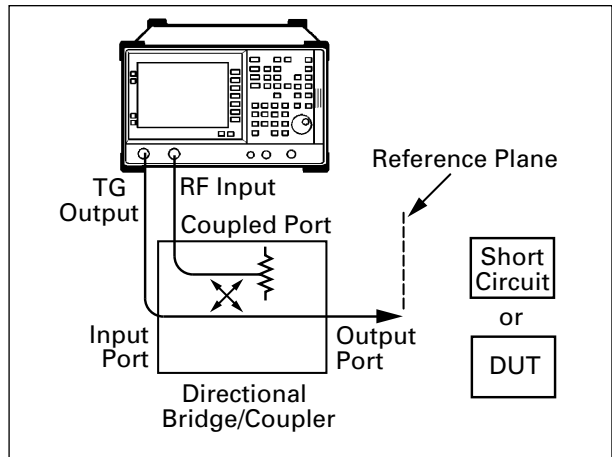 TG
Output
RF Input
Reference Plane
Coupled Port
Short
Circuit
or
DUT
Input
Port
Output
Port
Directional
Bridge/Coupler